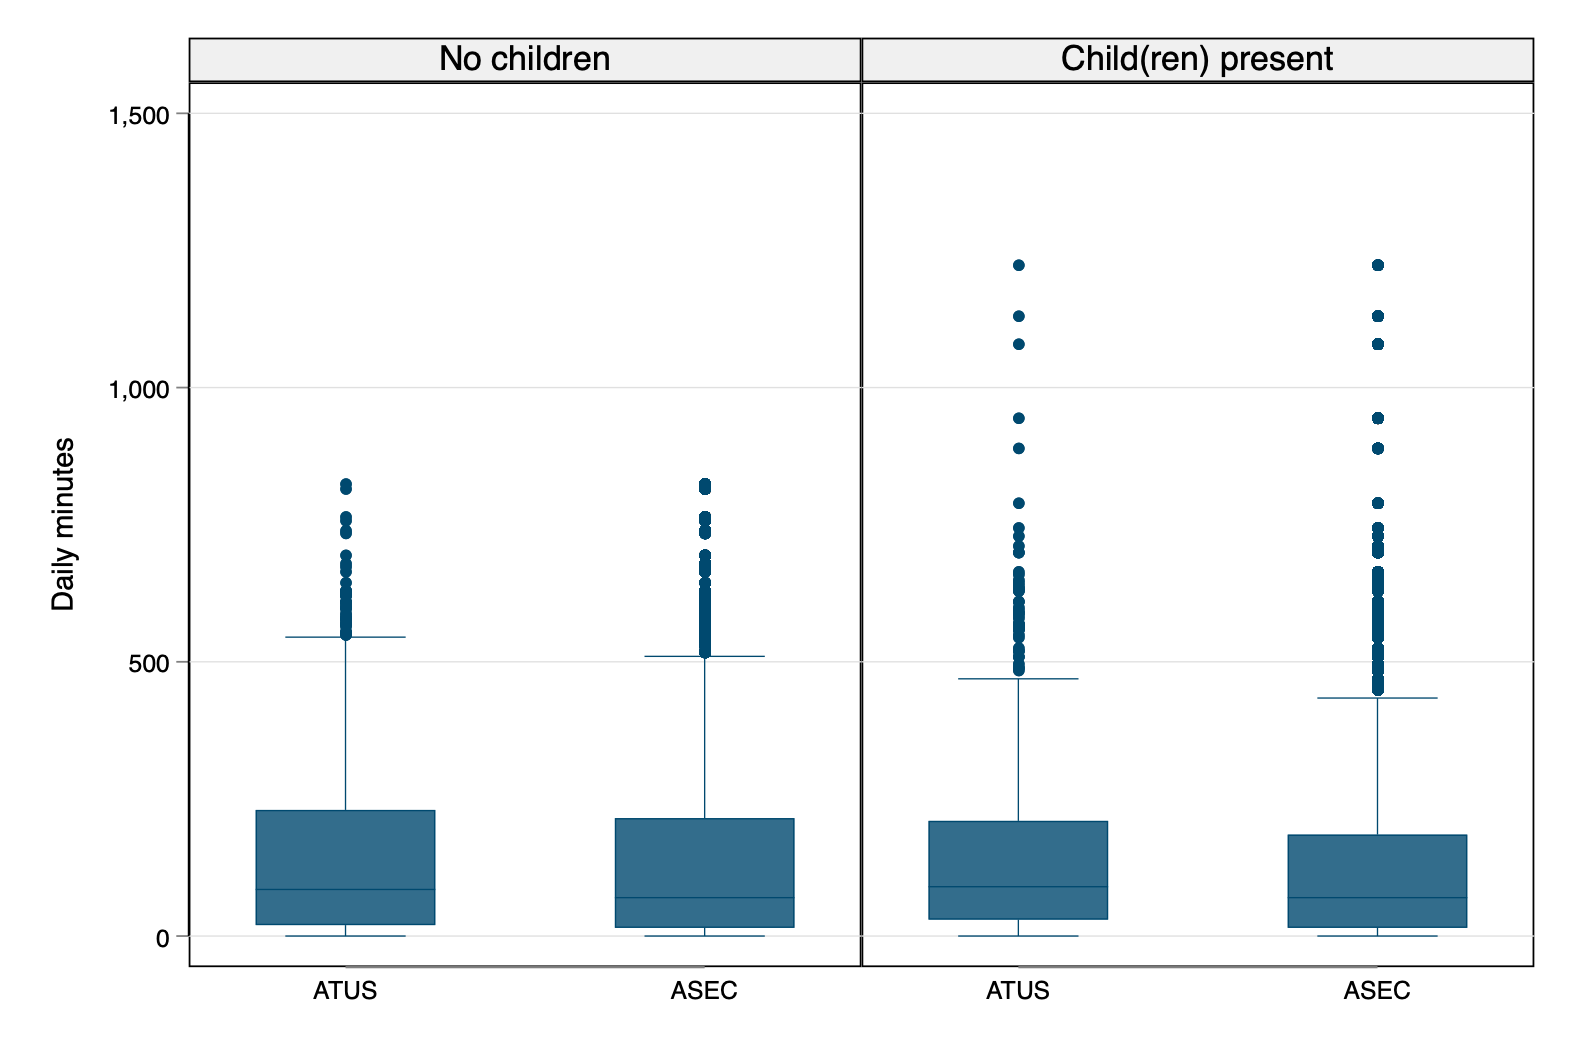 No children
Child(ren) present
1,500
1,000
500
0
Daily minutes
ATUS
ASEC
ATUS
ASEC